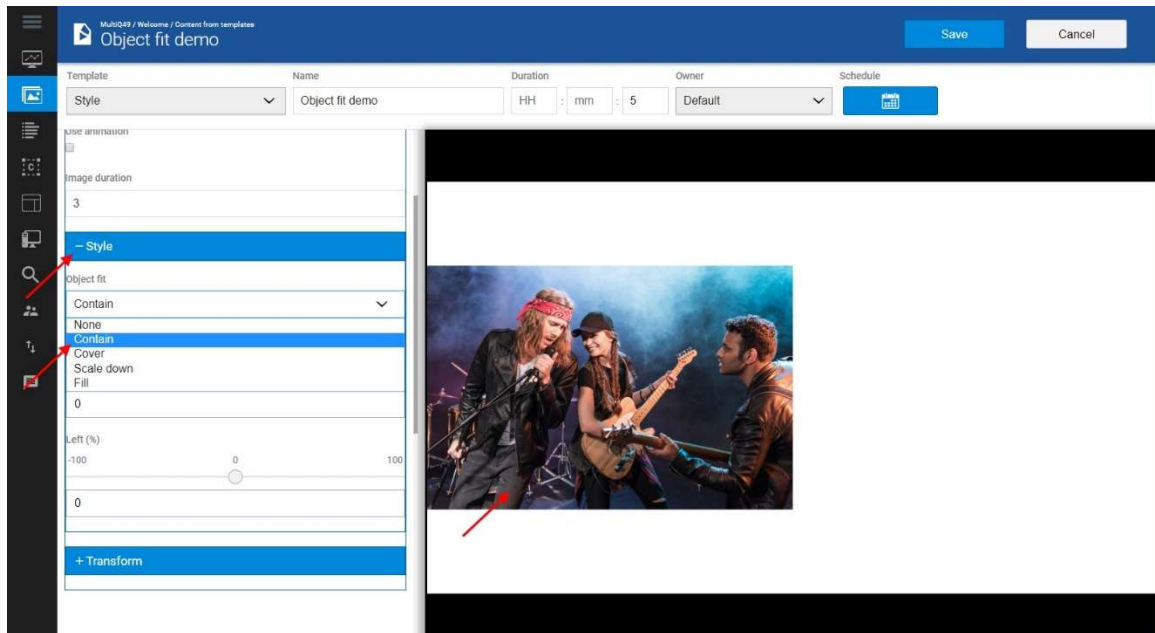 MultiQ49 / Welcome / Content from templates
Object fit demo
Save
Cancel
Template
Name
Duration
Owner
Schedule
Style
Object fit demo
HH : mm : 5
Default
Use animation
Image duration
3
– Style
Object fit
Contain
None
Contain
Cover
Scale down
Fill
0
Left (%)
-100 0 100
0
+ Transform